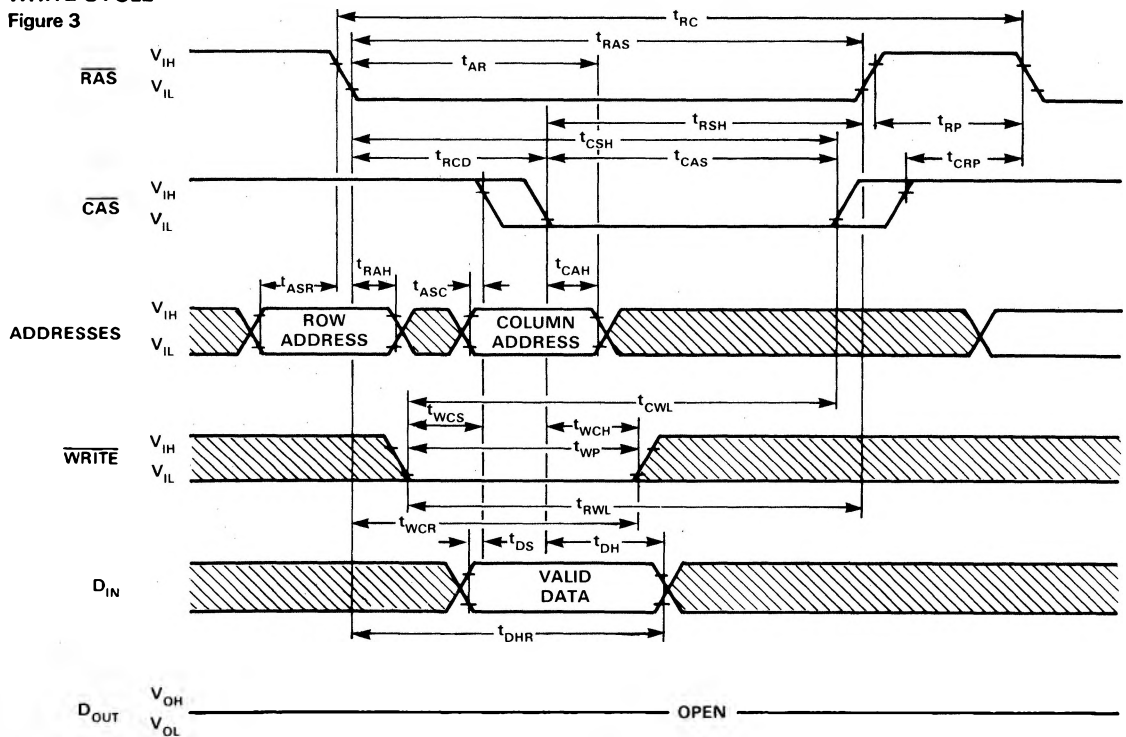 WRITE CYCLE
Figure 3
tRC
tRAS
tAR
RAS
VIH
VIL
tRSH
tRP
tCSH
tRCD
tCAS
tCRP
CAS
VIH
VIL
tASR
tRAH
tASC
tCAH
ADDRESSES
VIH
VIL
ROW
ADDRESS
COLUMN
ADDRESS
tCWL
tWCS
tWCH
tWP
WRITE
VIH
VIL
tRWL
tWCR
tDS
tDH
DIN
VALID
DATA
tDHR
DOUT
VOH
VOL
OPEN